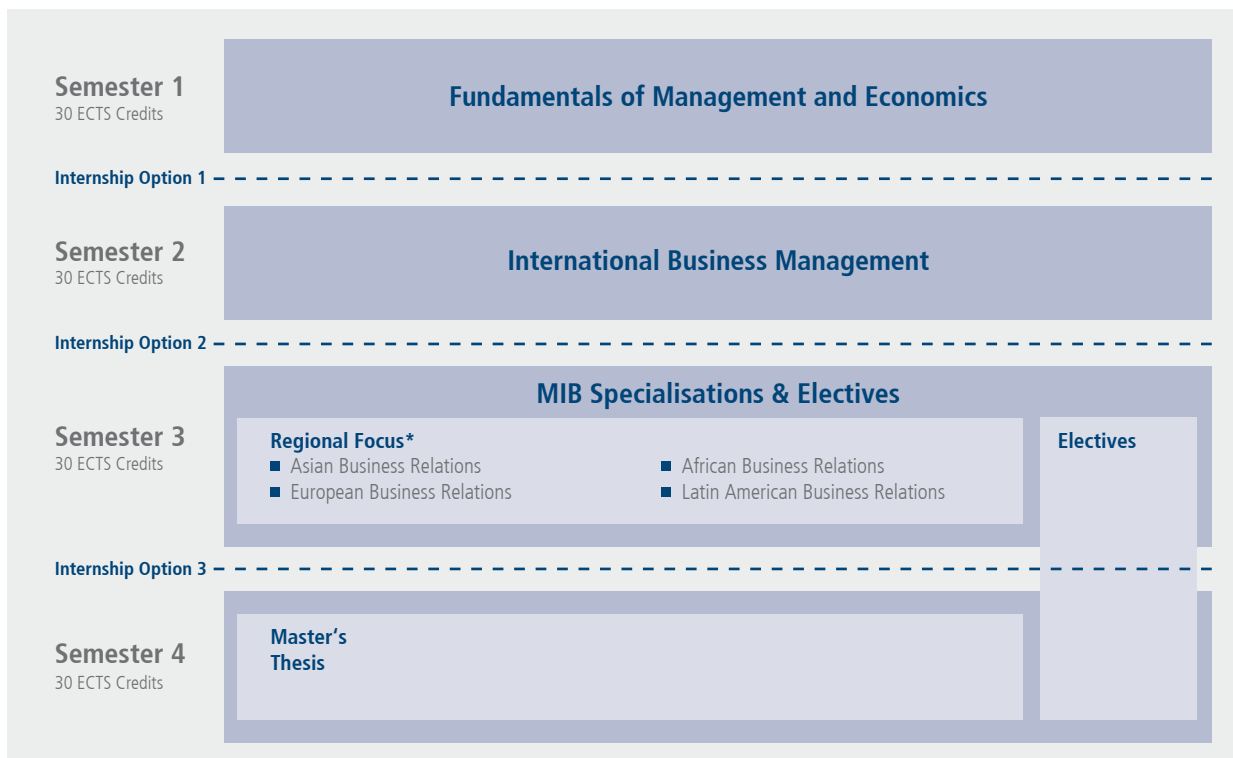 Semester 1
30 ECTS Credits
Fundamentals of Management and Economics
Internship Option 1
Semester 2
30 ECTS Credits
International Business Management
Internship Option 2
Semester 3
30 ECTS Credits
MIB Specialisations & Electives
Regional Focus*
Asian Business Relations
European Business Relations
African Business Relations
Latin American Business Relations
Electives
Internship Option 3
Semester 4
30 ECTS Credits
Master‘s
Thesis